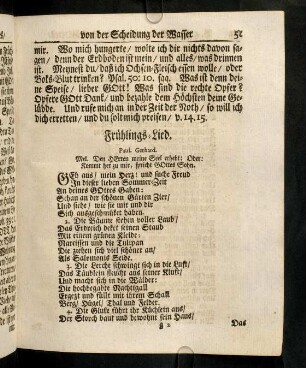 von der Scheidung der Wasser 51
mir. Wo mich hungerte/ wolte ich dir nichts davon sa-
gen/ denn der Erdboden ist mein/ und alles/ was drinnen
ist. Meynest du/ daß ich Ochsen-Fleisch essen wolle/ oder
Boks-Blut trinken? Psal. 50: 10. sqq. Was ist denn dei-
ne Speise/ lieber GOtt! Was sind die rechte Opfer?
Opfere GOtt Dank/ und bezahle dem Höchsten deine Ge-
lübde. Und rufe mich an in der Zeit der Noth/ so will ich
dich erretten/ und du solt mich preisen/ v. 14, 15.
Frühlings-Lied.
Paul. Gerhard.
Mel. Den HErren meine Seel erhebt: Oder:
Kommt her zu mir, spricht GOttes Sohn.
GEh aus/ mein Herz! und suche Freud
In dieser lieben Sommer-Zeit
An deines GOttes Gaben:
Schau an der schönen Gärten Zier/
Und siehe/ wie sie mir und dir
Sich ausgeschmüket haben.
2. Die Bäume stehen voller Laub/
Das Erdreich dekt seinen Staub
Mit einem grünen Kleide:
Narcissen und die Tulipan
Die ziehen sich viel schöner an/
Als Salomonis Seide.
3. Die Lerche schwingt sich in die Luft/
Das Täublein fleucht aus seiner Kluft/
Und macht sich in die Wälder:
Die hochbegabte Nachtigall
Ergezt und füllt mit ihrem Schall
Berg/ Hügel/ Thal und Felder.
4. Die Gluke führt ihr Küchlein aus/
Der Storch baut und bewohnt sein Haus/
2 Das